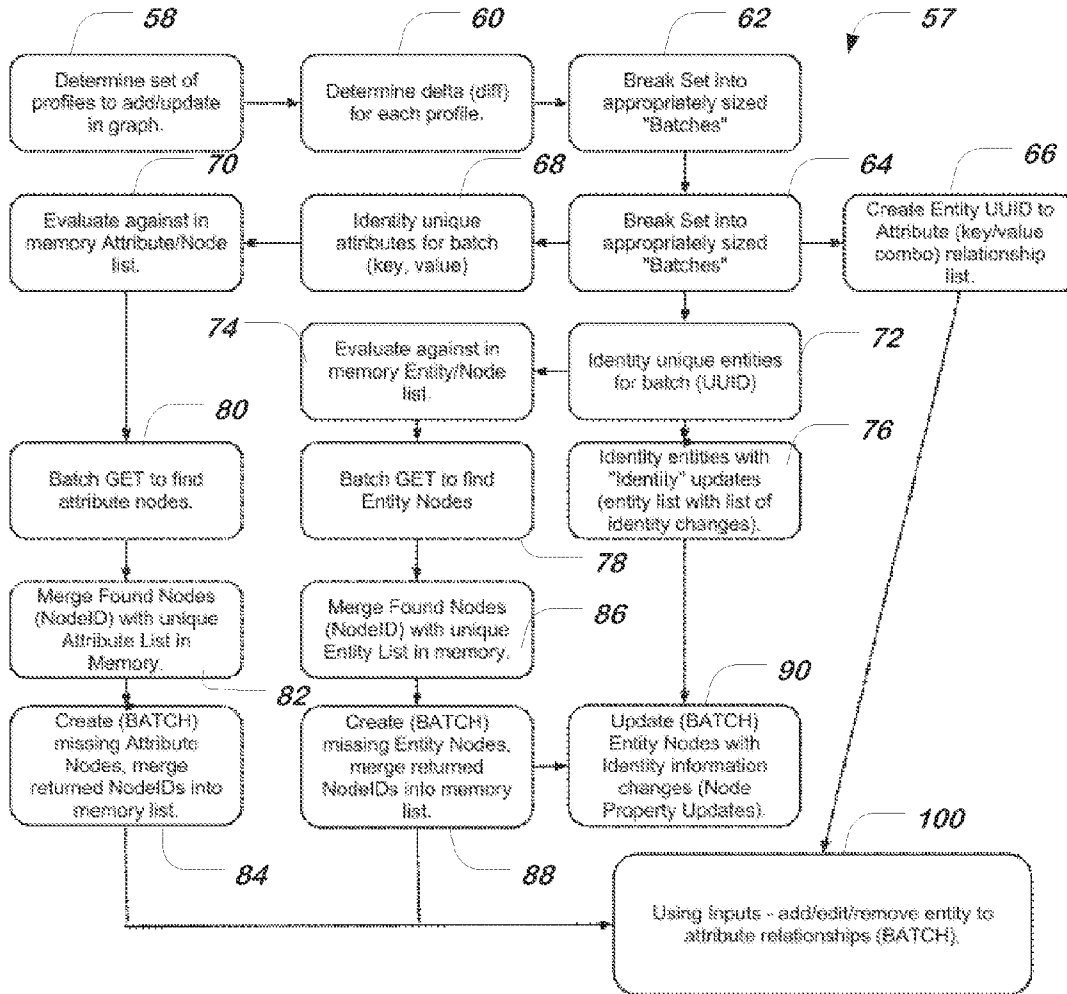 58
60
62
57
Determine set of
profiles to add/update
in graph.
Determine delta (diff)
for each profile.
Break Set into
appropriately sized
"Batches"
70
68
64
66
Evaluate against in
memory Attribute/Node
list.
Identity unique
attributes for batch
(key, value)
Break Set into
appropriately sized
"Batches"
Create Entity UUID to
Attribute (key/value
combo) relationship
list.
74
72
Evaluate against in
memory Entity/Node
list.
Identity unique entities
for batch (UUID)
80
76
Batch GET to find
attribute nodes.
Batch GET to find
Entity Nodes
Identity entities with
"Identity" updates
(entity list with list of
identity changes).
78
Merge Found Nodes
(NodeID) with unique
Attribute List in
Memory.
Merge Found Nodes
(NodeID) with unique
Entity List in memory.
86
82
90
Create (BATCH)
missing Attribute
Nodes, merge
returned NodeIDs into
memory list.
Create (BATCH)
missing Entity Nodes,
merge returned
NodeIDs into memory
list.
Update (BATCH)
Entity Nodes with
Identity information
changes (Node
Property Updates).
84
88
100
Using Inputs - add/edit/remove entity to
attribute relationships (BATCH).